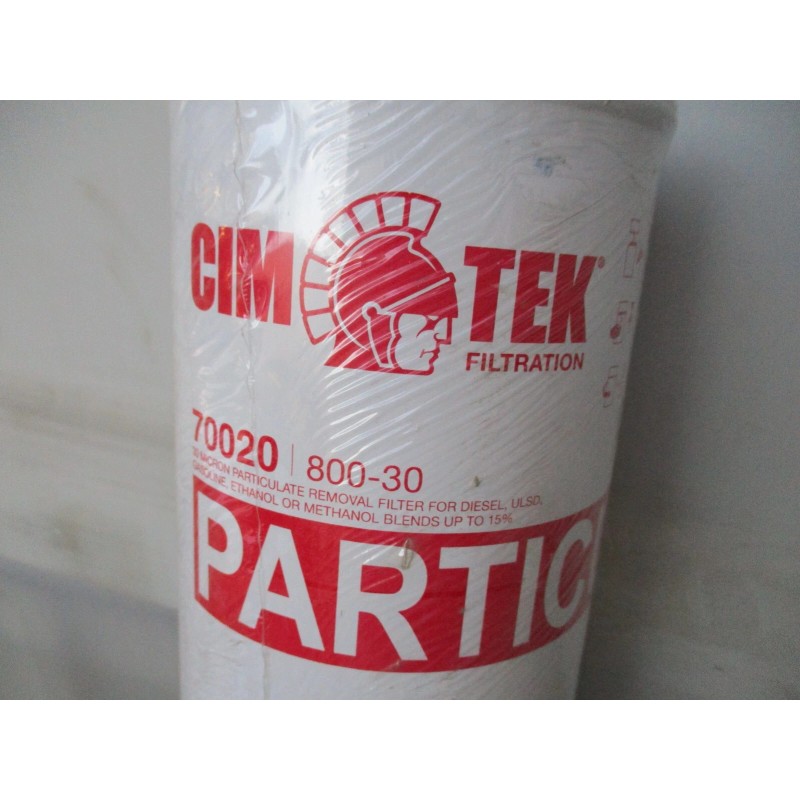 CIM TEK®
FILTRATION
70020 | 800-30
30 MICRON PARTICULATE REMOVAL FILTER FOR DIESEL, ULSD,
GASOLINE, ETHANOL OR METHANOL BLENDS UP TO 15%
PARTIC